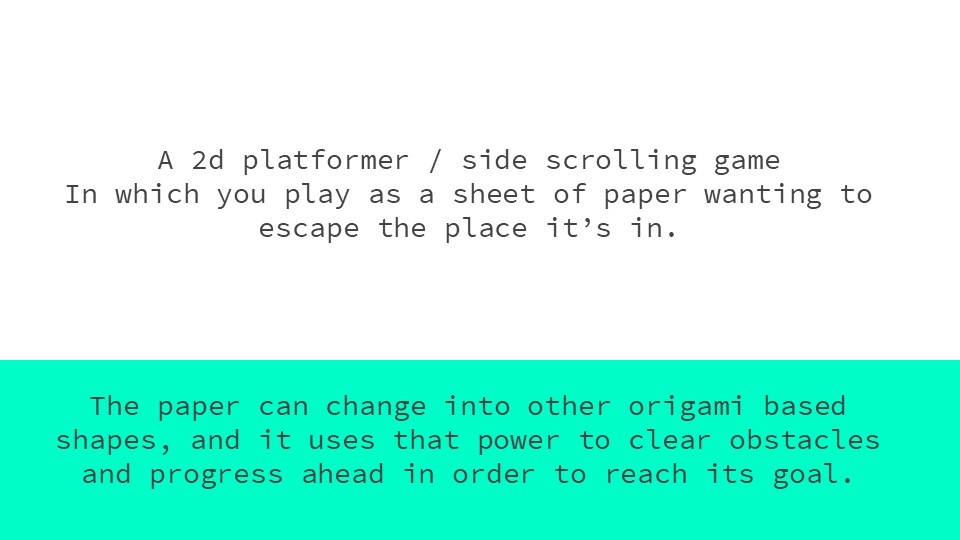 A 2d platformer / side scrolling game
In which you play as a sheet of paper wanting to
escape the place it’s in.
The paper can change into other origami based
shapes, and it uses that power to clear obstacles
and progress ahead in order to reach its goal.